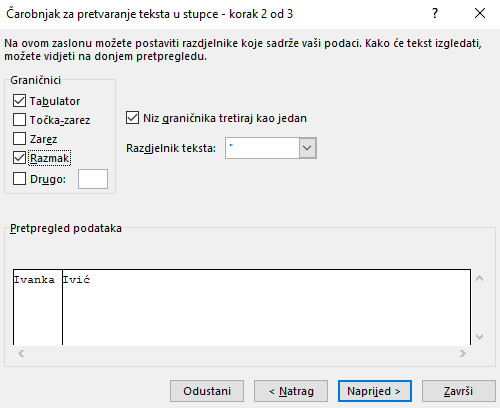 Čarobnjak za pretvaranje teksta u stupce - korak 2 od 3
Na ovom zaslonu možete postaviti razdjelnike koje sadrže vaši podaci. Kako će tekst izgledati,
možete vidjeti na donjem pretpregledu.
Graničnici
Tabulator
Točka-zarez
Zarez
Razmak
Drugo:
Niz graničnika tretiraj kao jedan
Razdjelnik teksta: "
Pretpregled podataka
Ivanka Ivić
Odustani < Natrag Naprijed > Završi